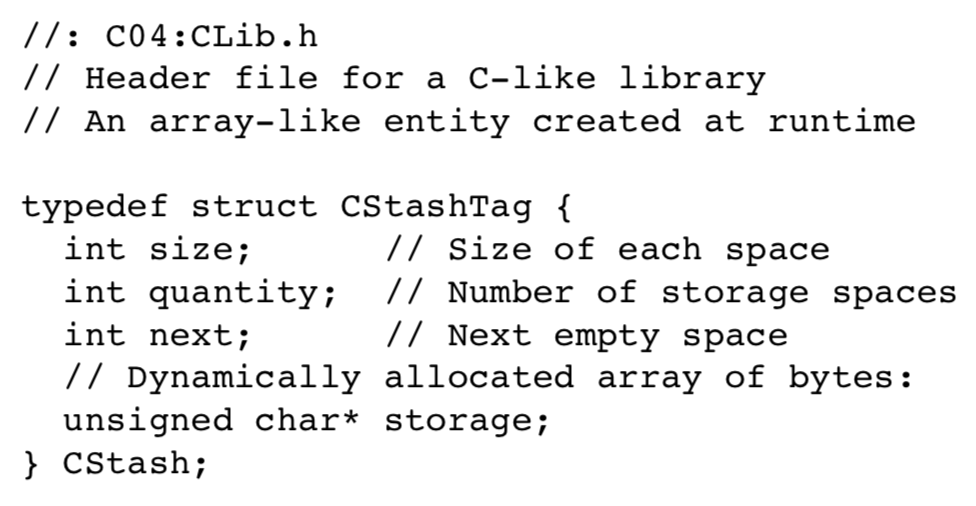 //: C04:CLib.h
// Header file for a C-like library
// An array-like entity created at runtime

typedef struct CStashTag {
  int size;      // Size of each space
  int quantity;  // Number of storage spaces
  int next;      // Next empty space
  // Dynamically allocated array of bytes:
  unsigned char* storage;
} CStash;